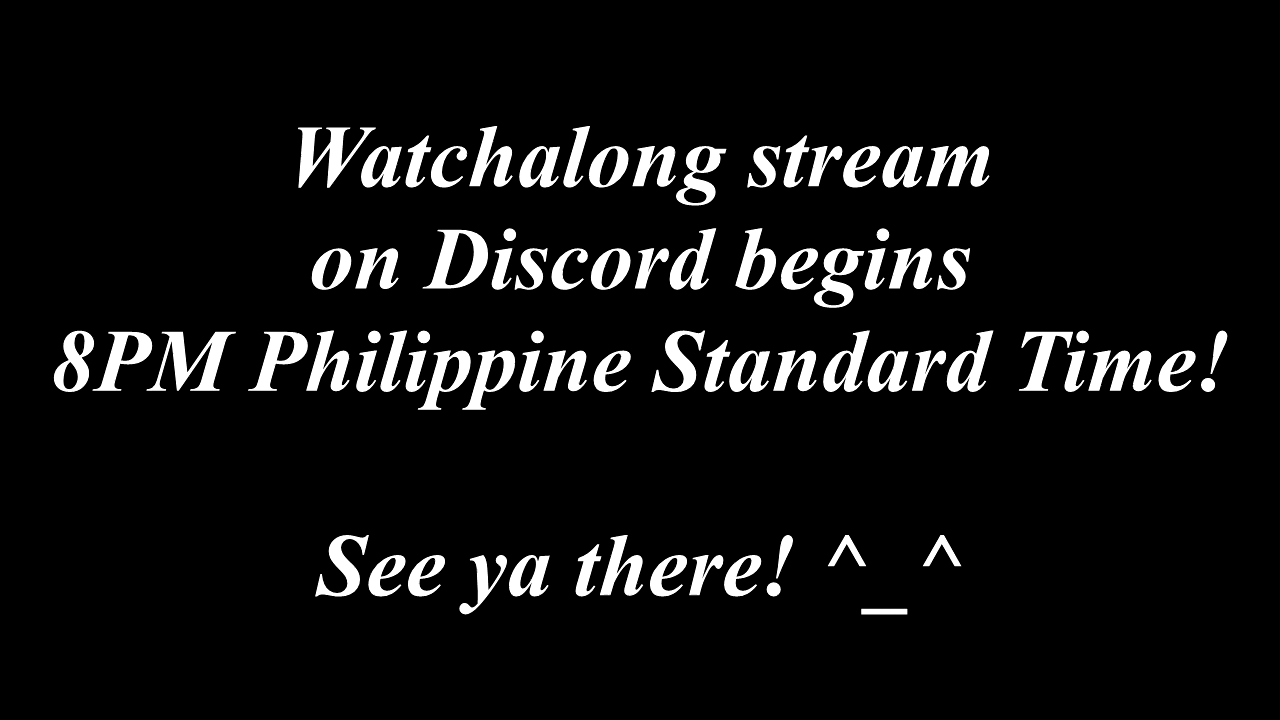 Watchalong stream
on Discord begins
8PM Philippine Standard Time!
See ya there! ^_^